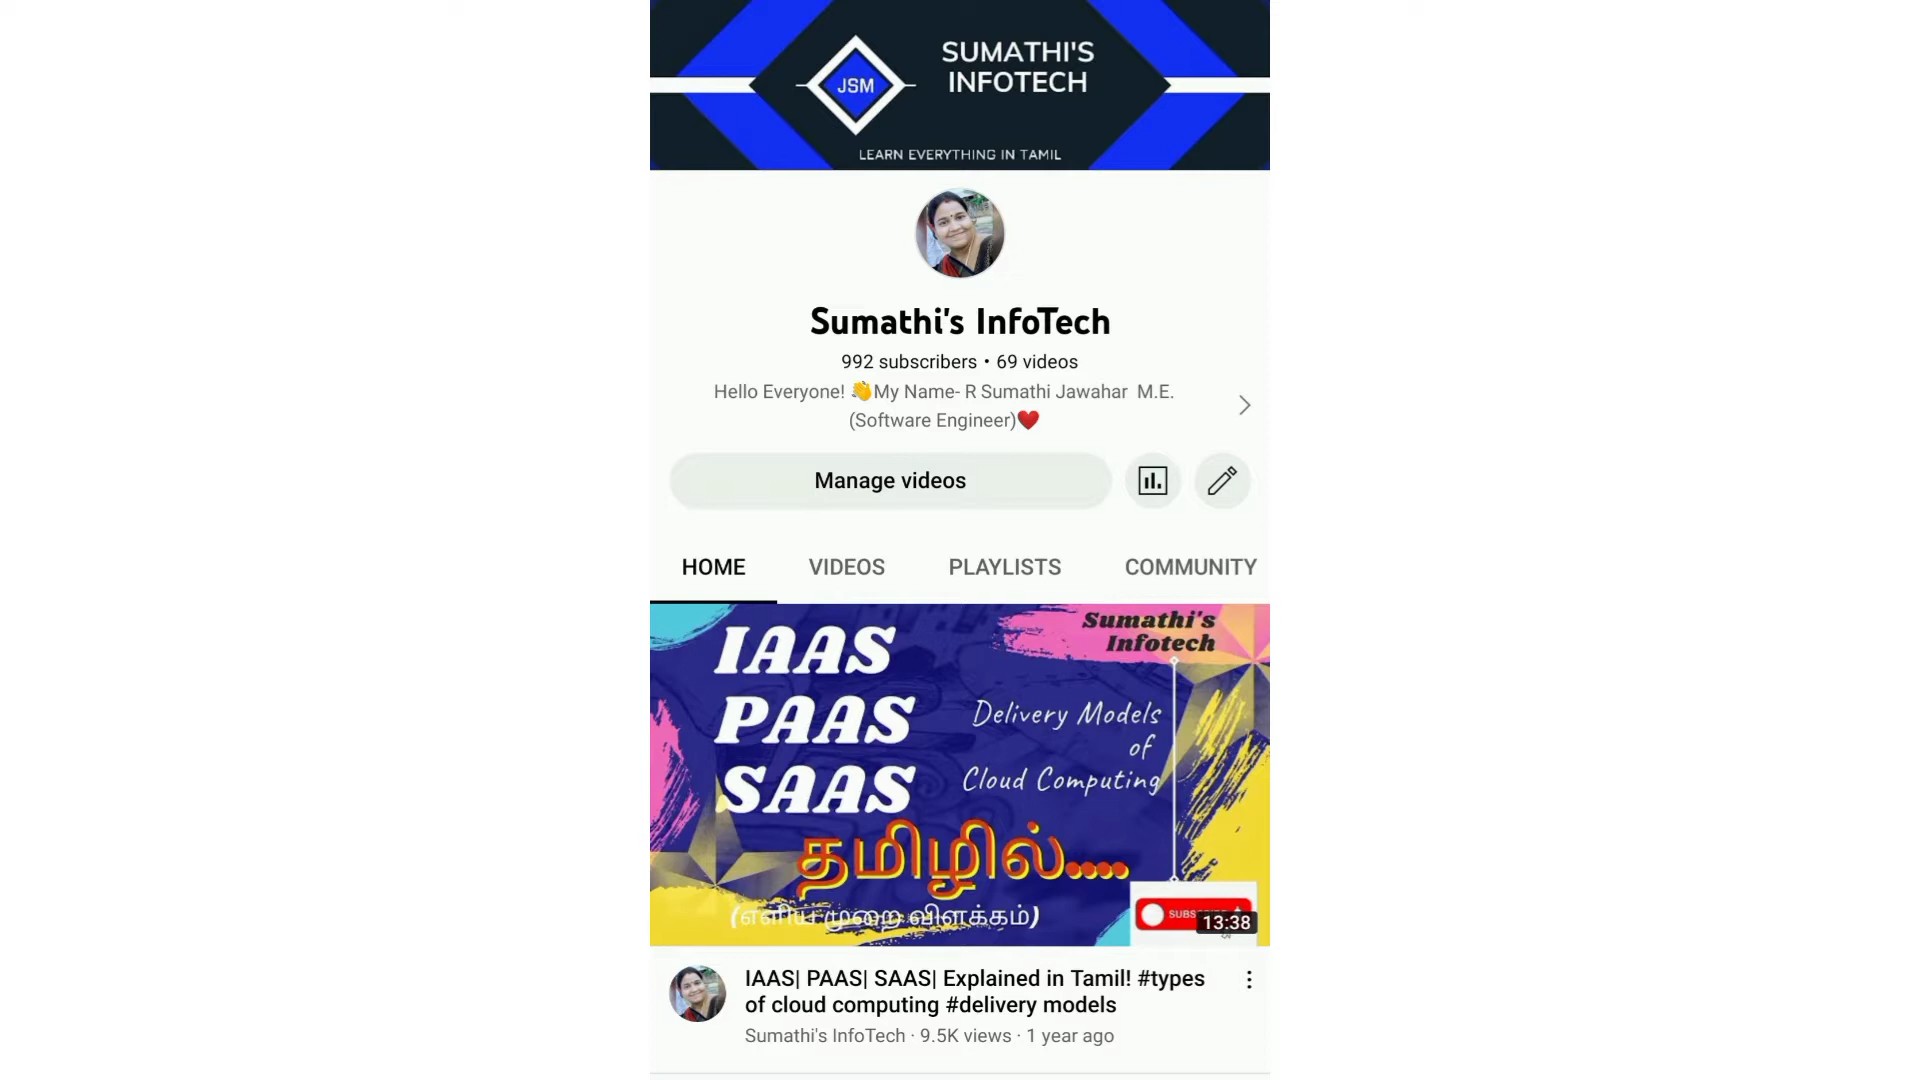 SUMATHI'S
INFOTECH
JSM
LEARN EVERYTHING IN TAMIL
Sumathi's InfoTech
992 subscribers • 69 videos
Hello Everyone! 👋My Name- R Sumathi Jawahar M.E.
(Software Engineer)❤️
Manage videos
HOME VIDEOS PLAYLISTS COMMUNITY
Sumathi's
Infotech
IAAS
PAAS
SAAS
Delivery Models
of
Cloud Computing
தமிழில்....
(எளிய முறை விளக்கம்)
13:38
IAAS| PAAS| SAAS| Explained in Tamil! #types
of cloud computing #delivery models
Sumathi's InfoTech · 9.5K views · 1 year ago